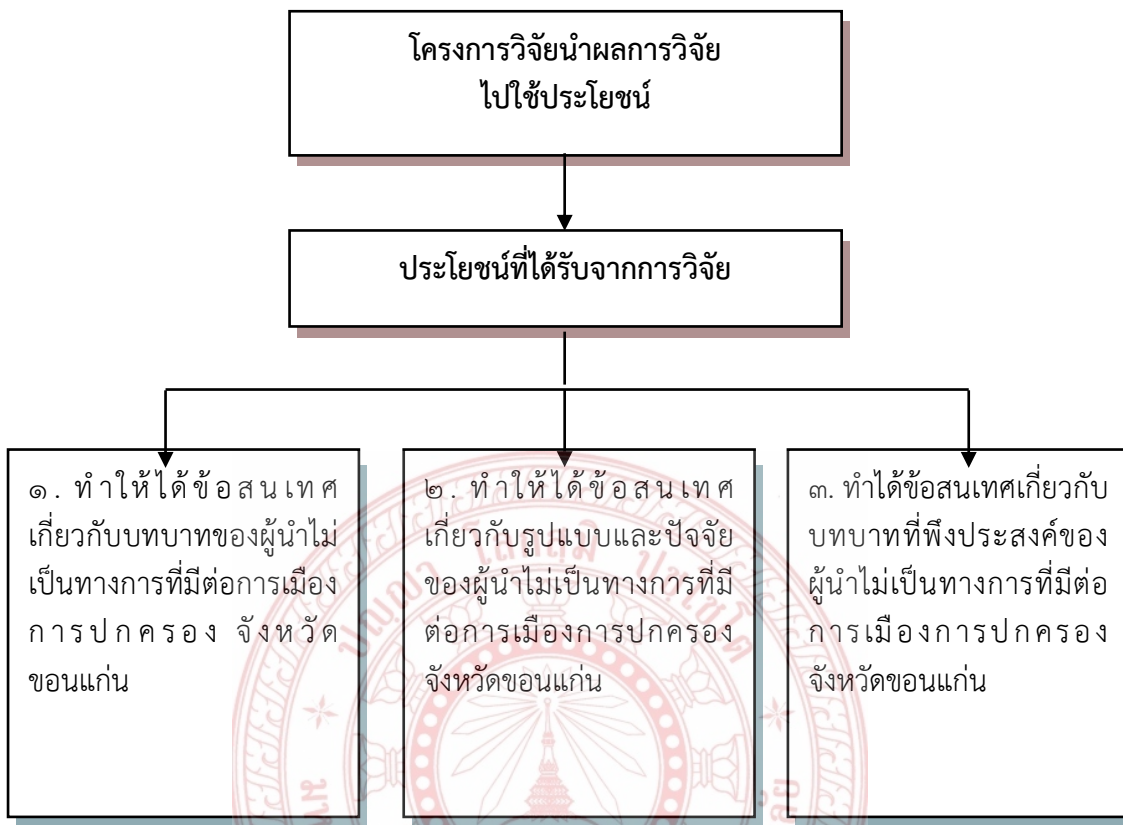 โครงการวิจัยนำผลการวิจัย
ไปใช้ประโยชน์
ประโยชน์ที่ได้รับจากการวิจัย
๑. ทำให้ได้ข้อสนเทศ
เกี่ยวกับบทบาทของผู้นำไม่
เป็นทางการที่มีต่อการเมือง
การปกครอง จังหวัด
ขอนแก่น
๒. ทำให้ได้ข้อสนเทศ
เกี่ยวกับรูปแบบและปัจจัย
ของผู้นำไม่เป็นทางการที่มี
ต่อการเมืองการปกครอง
จังหวัดขอนแก่น
๓. ทำได้ข้อสนเทศเกี่ยวกับ
บทบาทที่พึงประสงค์ของ
ผู้นำไม่เป็นทางการที่มีต่อ
การเมืองการปกครอง
จังหวัดขอนแก่น